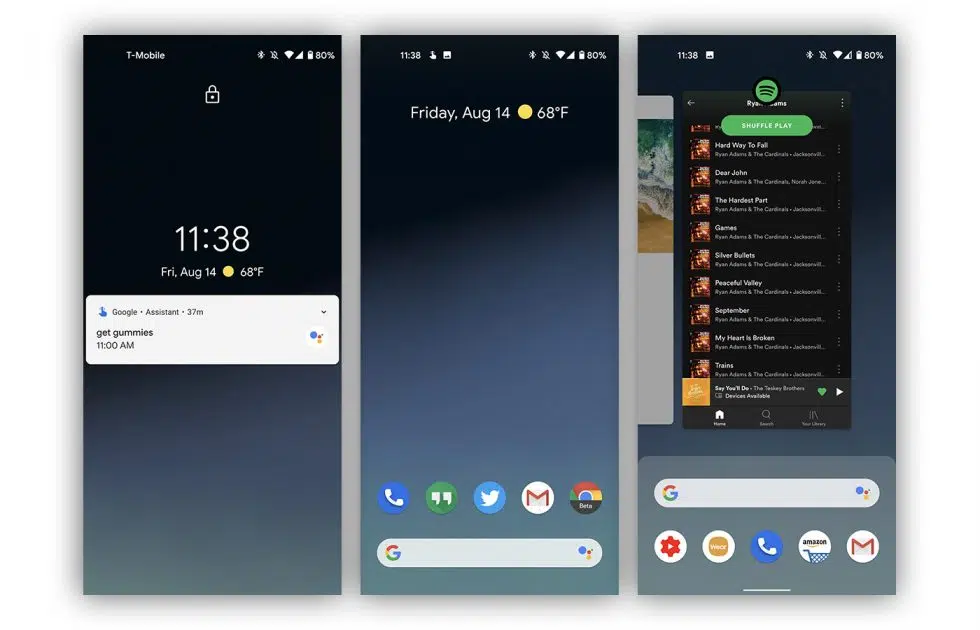 T-Mobile
80%
11:38
Fri, Aug 14 68°F
Google • Assistant • 37m
get gummies
11:00 AM
11:38
80%
Friday, Aug 14 68°F
Beta
G
11:38
80%
Ryan Adams
SHUFFLE PLAY
Hard Way To Fall
Ryan Adams & The Cardinals • Jacksonvill...
Dear John
Ryan Adams & The Cardinals, Norah Jone...
The Hardest Part
Ryan Adams & The Cardinals • Jacksonvill...
Games
Ryan Adams & The Cardinals • Jacksonvill...
Silver Bullets
Ryan Adams & The Cardinals • Jacksonvill...
Peaceful Valley
Ryan Adams & The Cardinals • Jacksonvill...
September
Ryan Adams & The Cardinals • Jacksonvill...
My Heart Is Broken
Ryan Adams & The Cardinals • Jacksonvill...
Trains
Ryan Adams & The Cardinals • Jacksonvill...
Say You'll Do • The Teskey Brothers
Devices Available
Home Search Your Library
G
Wear amazon